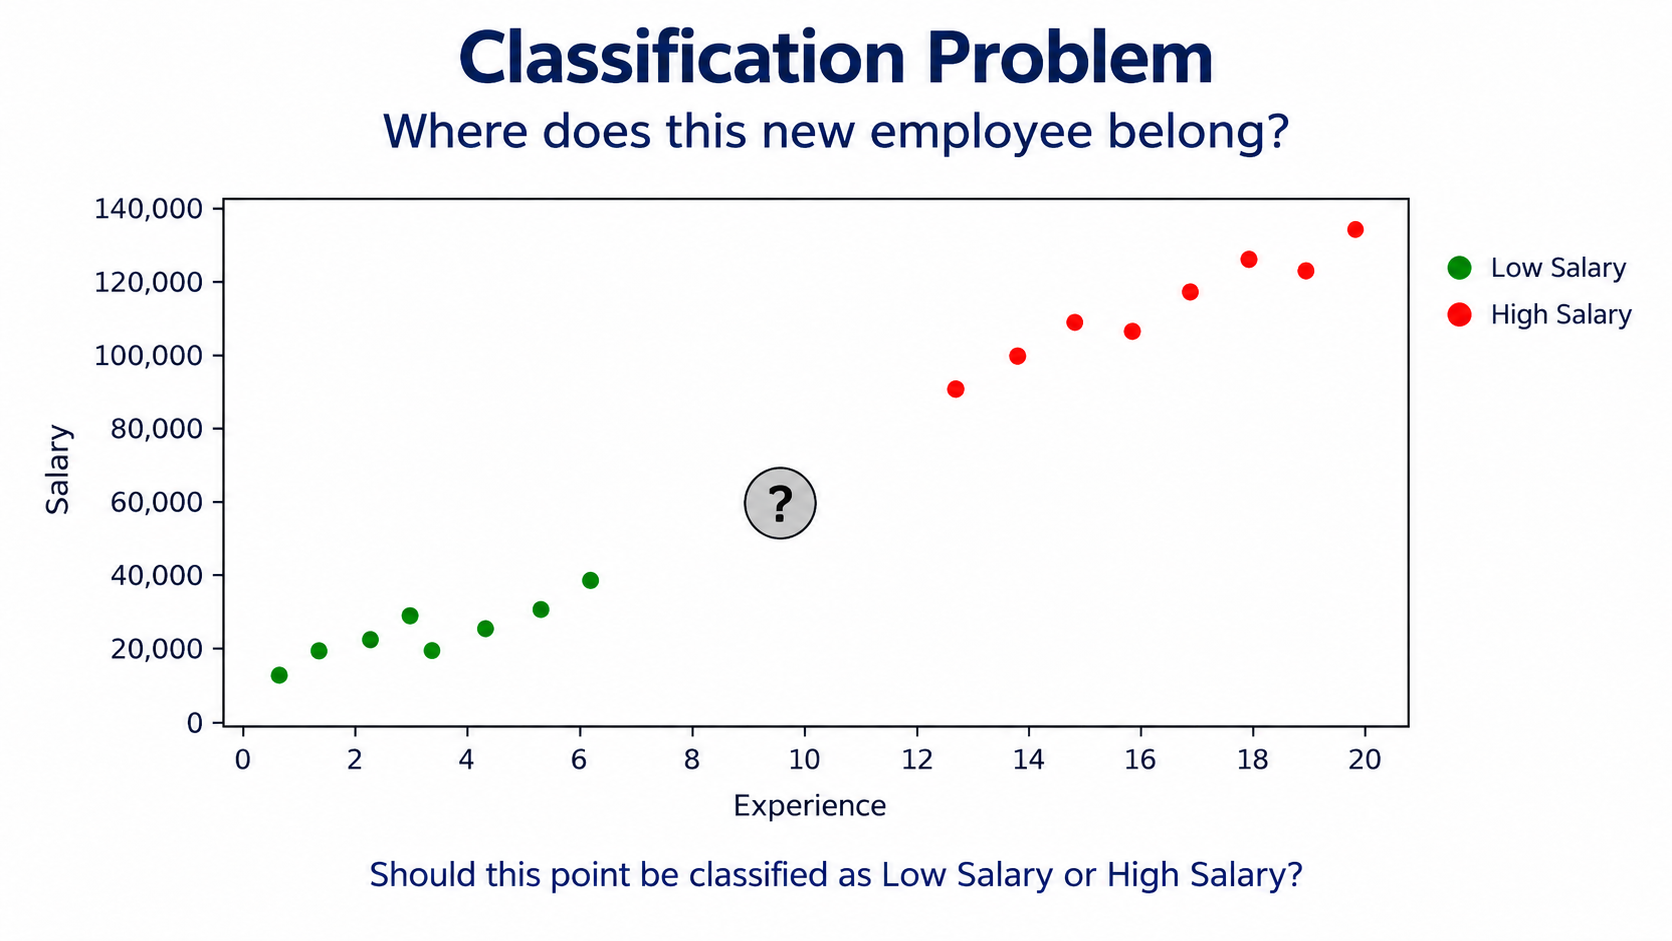 Classification Problem
Where does this new employee belong?
140,000
120,000
100,000
80,000
60,000
40,000
20,000
0
Salary
?
Low Salary
High Salary
0 2 4 6 8 10 12 14 16 18 20
Experience
Should this point be classified as Low Salary or High Salary?